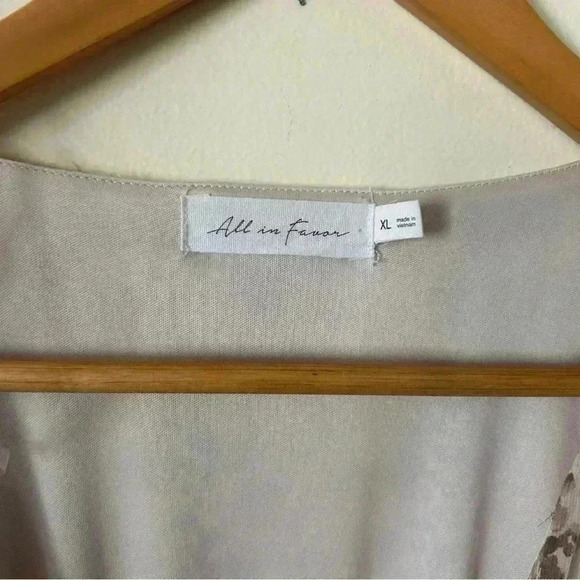 All in Favor
XL
made in
vietnam